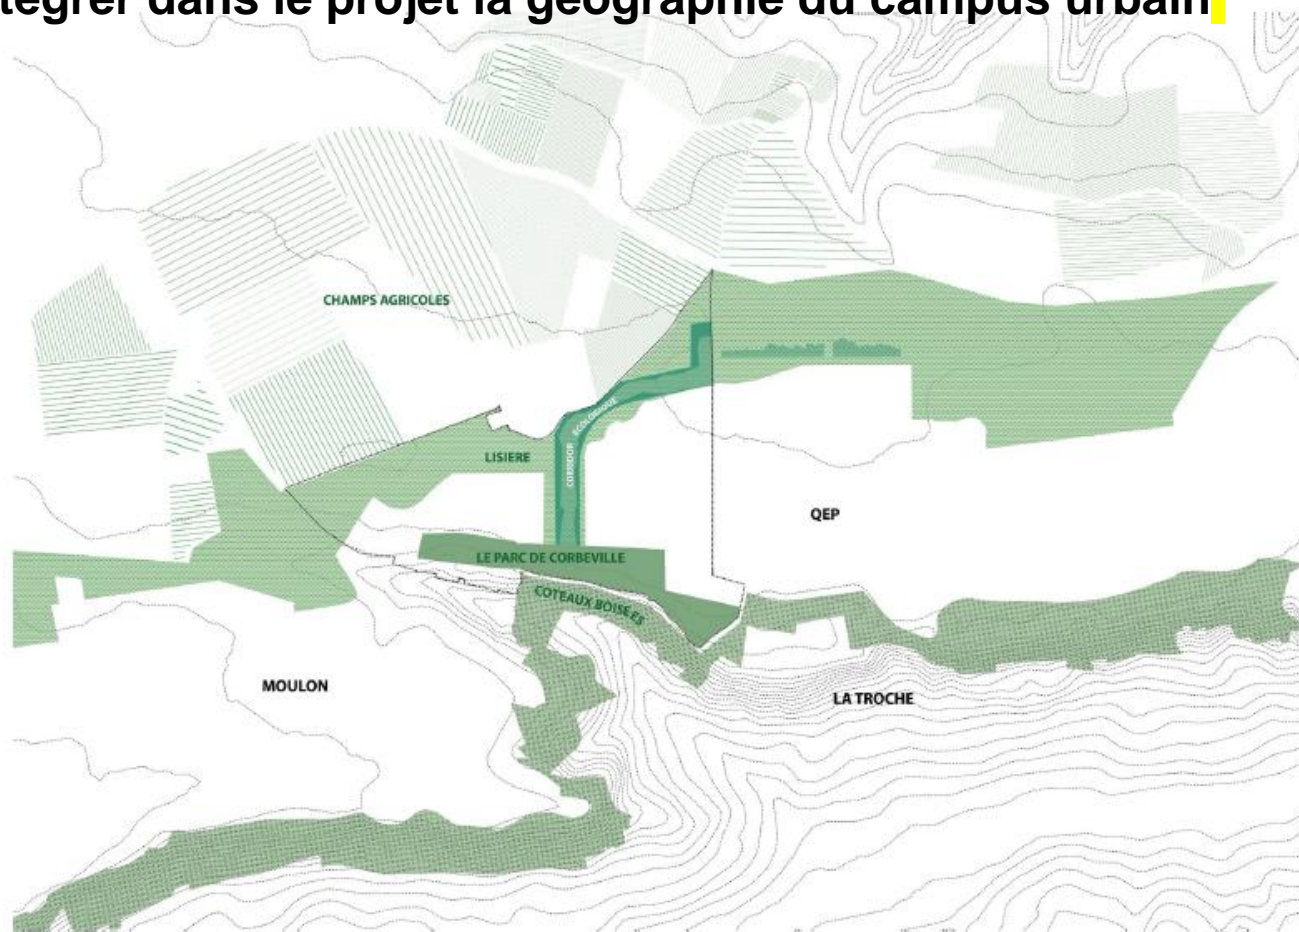 tégrer dans le projet la géographie du campus urbain
CHAMPS AGRICOLES
CORRIDOR ECOLOGIQUE
LISIERE
QEP
LE PARC DE CORBEVILLE
COTEAUX BOISEES
MOULON
LA TROCHE